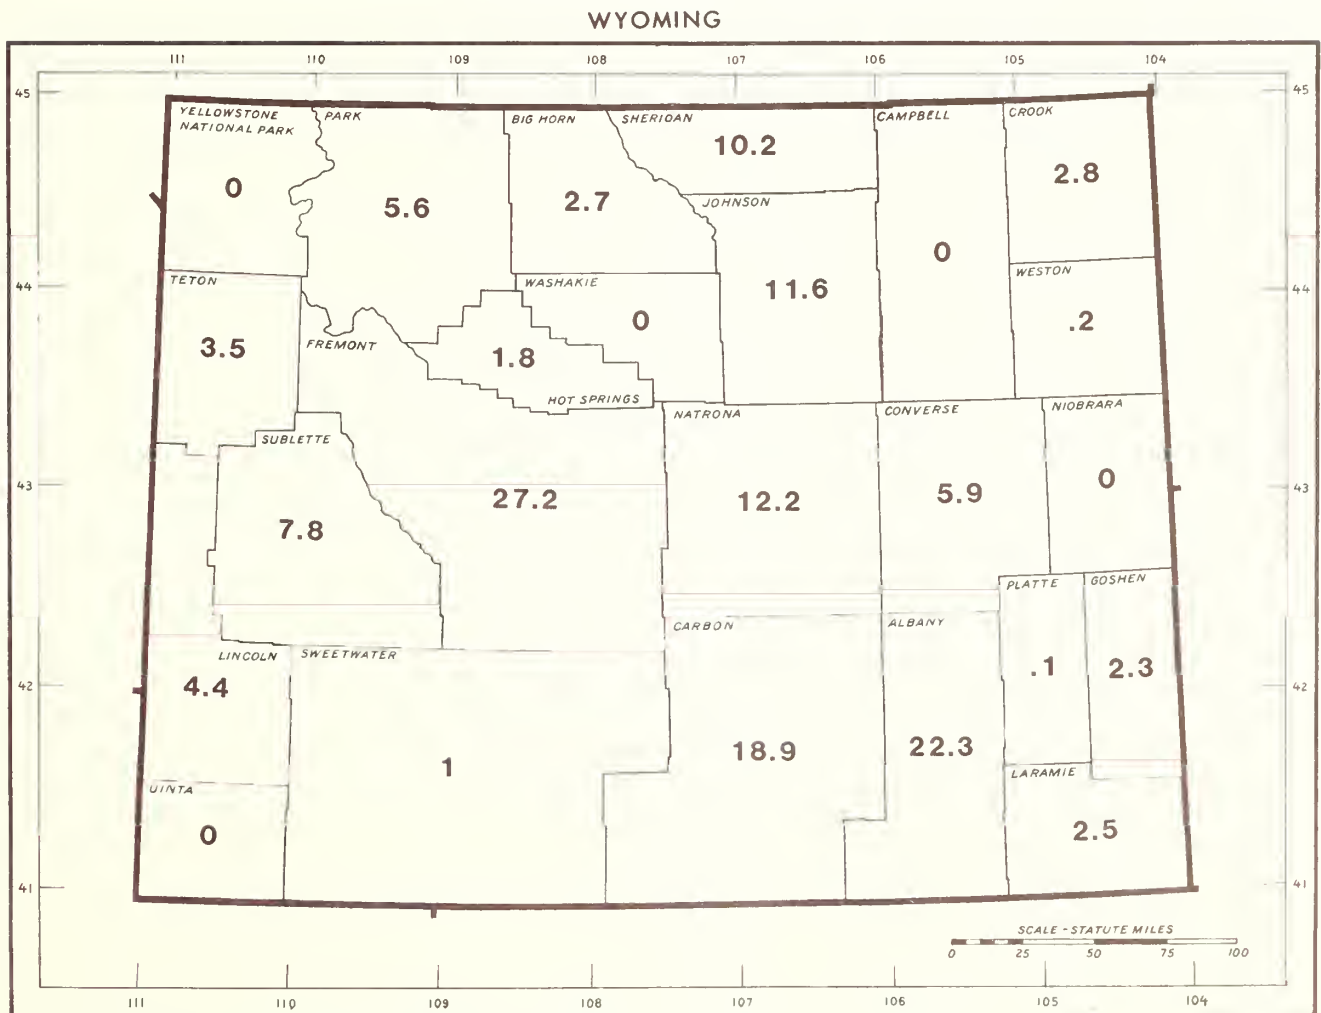 WYOMING
111 110 109 108 107 106 105 104
45 45
YELLOWSTONE
NATIONAL PARK
0
PARK
5.6
BIG HORN
2.7
SHERIDAN
10.2
CAMPBELL
0
CROOK
2.8
JOHNSON
11.6
44 44
TETON
3.5
WASHAKIE
0
WESTON
.2
FREMONT
27.2
1.8
HOT SPRINGS
NATRONA
12.2
CONVERSE
5.9
NIOBRARA
0
SUBLETTE
7.8
43 43
PLATTE
.1
GOSHEN
2.3
CARBON
18.9
ALBANY
22.3
LINCOLN
4.4
SWEETWATER
1
42 42
LARAMIE
2.5
UINTA
0
41 41
SCALE - STATUTE MILES
0 25 50 75 100
111 110 109 108 107 106 105 104